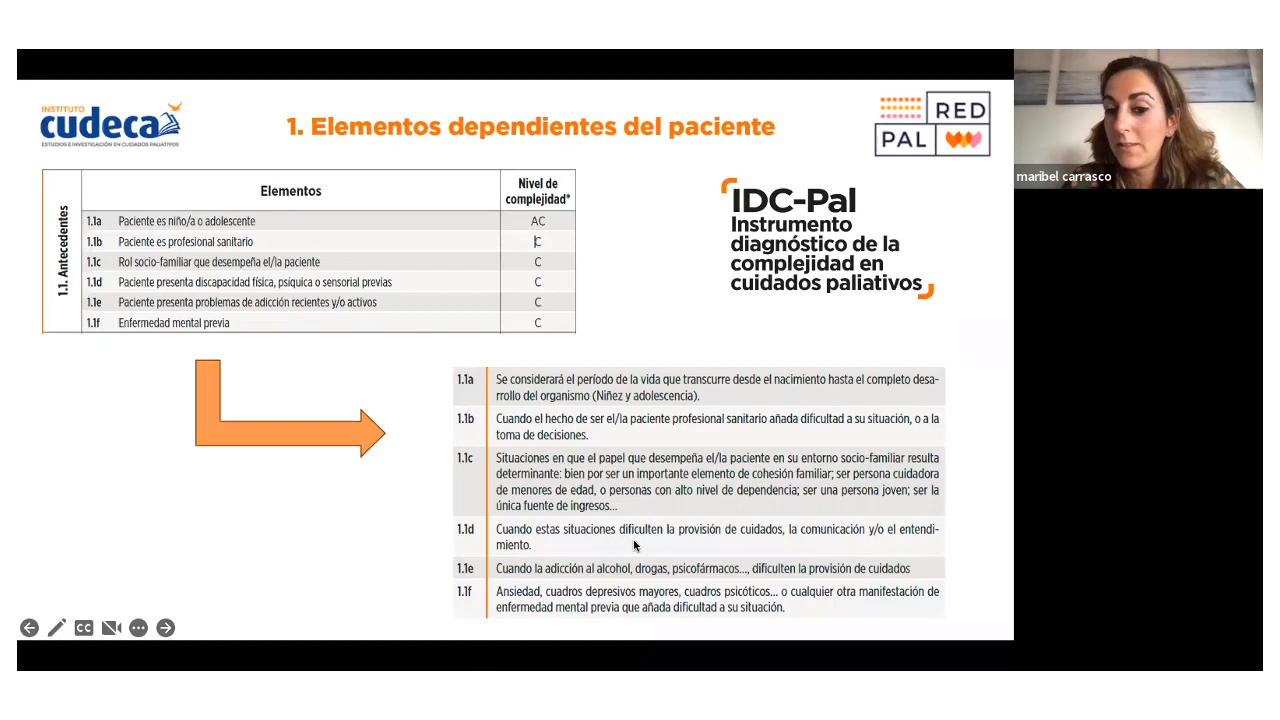 INSTITUTO
cudeca
ESTUDIOS E INVESTIGACIÓN EN CUIDADOS PALIATIVOS
1. Elementos dependientes del paciente
RED
PAL
maribel carrasco
1.1. Antecedentes
Elementos
Nivel de
complejidad*
1.1a Paciente es niño/a o adolescente AC
1.1b Paciente es profesional sanitario C
1.1c Rol socio-familiar que desempeña el/la paciente C
1.1d Paciente presenta discapacidad física, psíquica o sensorial previas C
1.1e Paciente presenta problemas de adicción recientes y/o activos C
1.1f Enfermedad mental previa C
IDC-Pal
Instrumento
diagnóstico de la
complejidad en
cuidados paliativos
1.1a Se considerará el período de la vida que transcurre desde el nacimiento hasta el completo desa-
rrollo del organismo (Niñez y adolescencia).
1.1b Cuando el hecho de ser el/la paciente profesional sanitario añada dificultad a su situación, o a la
toma de decisiones.
1.1c Situaciones en que el papel que desempeña el/la paciente en su entorno socio-familiar resulta
determinante: bien por ser un importante elemento de cohesión familiar; ser persona cuidadora
de menores de edad, o personas con alto nivel de dependencia; ser una persona joven; ser la
única fuente de ingresos...
1.1d Cuando estas situaciones dificulten la provisión de cuidados, la comunicación y/o el entendi-
miento.
1.1e Cuando la adicción al alcohol, drogas, psicofármacos..., dificulten la provisión de cuidados
1.1f Ansiedad, cuadros depresivos mayores, cuadros psicóticos... o cualquier otra manifestación de
enfermedad mental previa que añada dificultad a su situación.
CC